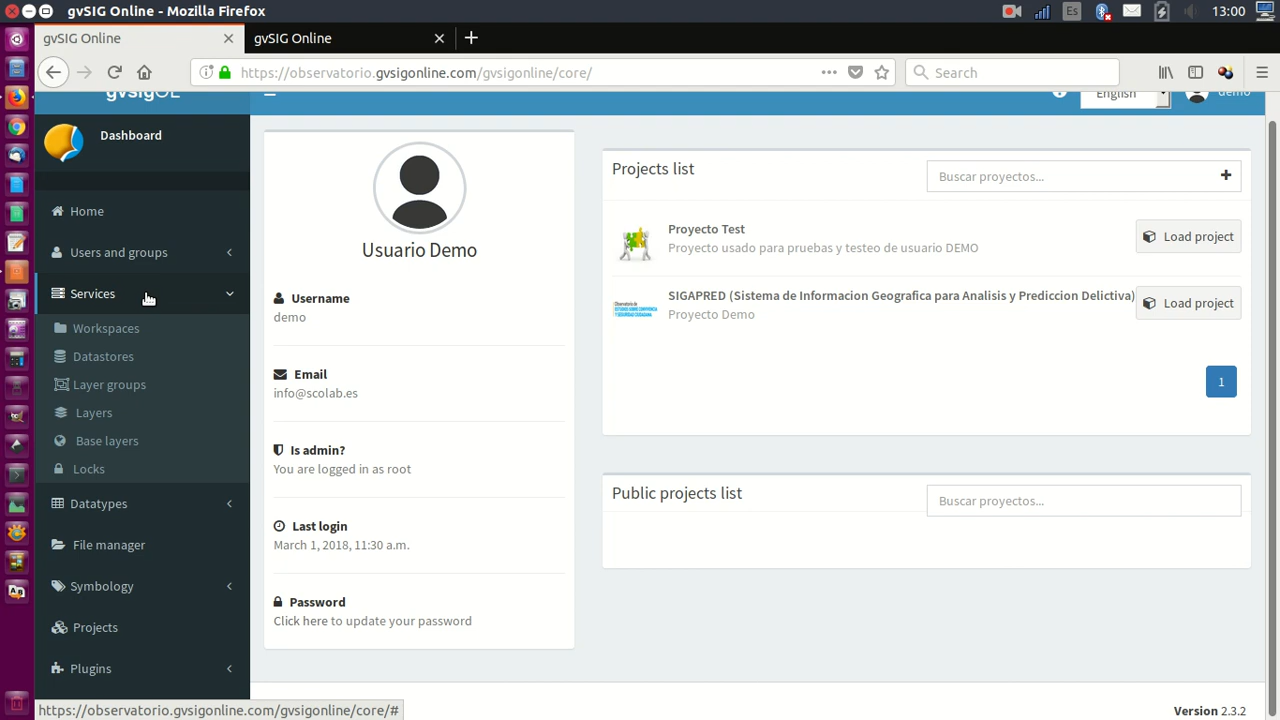 gvSIG Online - Mozilla Firefox
Es
13:00
gvSIG Online
gvSIG Online
https://observatorio.gvsigonline.com/gvsigonline/core/
Search
gvsigOL
English
demo
Dashboard
Home
Users and groups
Services
Workspaces
Datastores
Layer groups
Layers
Base layers
Locks
Datatypes
File manager
Symbology
Projects
Plugins
Usuario Demo
Username
demo
Email
info@scolab.es
Is admin?
You are logged in as root
Last login
March 1, 2018, 11:30 a.m.
Password
Click here to update your password
Projects list
Buscar proyectos...
Proyecto Test
Proyecto usado para pruebas y testeo de usuario DEMO
Load project
SIGAPRED (Sistema de Informacion Geografica para Analisis y Prediccion Delictiva)
Proyecto Demo
Load project
1
Public projects list
Buscar proyectos...
https://observatorio.gvsigonline.com/gvsigonline/core/#
Version 2.3.2